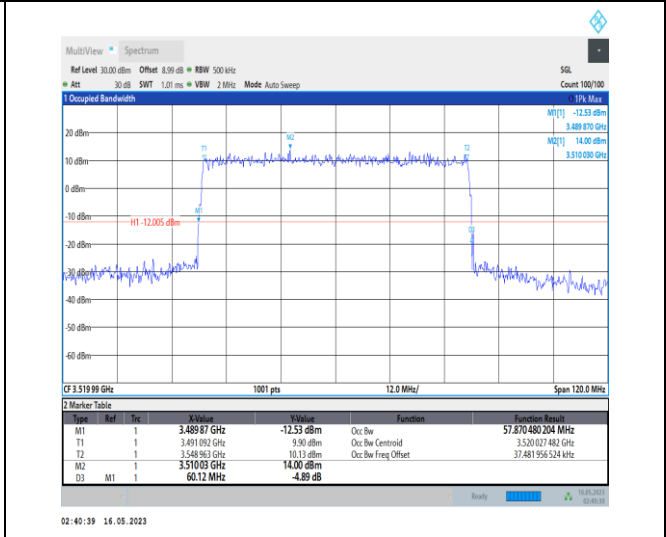 MultiView Spectrum
Ref Level 30.00 dBm Offset 8.99 dB RBW 500 kHz SGL
Att 30 dB SWT 1.01 ms VBW 2 MHz Mode Auto Sweep Count 100/100
1 Occupied Bandwidth 1Pk Max
M1[1] -12.53 dBm
3.489 870 GHz
M2[1] 14.00 dBm
3.510 030 GHz
20 dBm
10 dBm
0 dBm
-10 dBm
-20 dBm
-30 dBm
-40 dBm
-50 dBm
-60 dBm
T1
M2
T2
M1
H1 -12.005 dBm
D3
CF 3.519 99 GHz 1001 pts 12.0 MHz/ Span 120.0 MHz
2 Marker Table
Type Ref Trc X-Value Y-Value Function Function Result
M1 1 3.489 87 GHz -12.53 dBm Occ Bw 57.870 480 204 MHz
T1 1 3.491 092 GHz 9.90 dBm Occ Bw Centroid 3.520 027 482 GHz
T2 1 3.548 963 GHz 10.13 dBm Occ Bw Freq Offset 37.481 956 524 kHz
M2 1 3.510 03 GHz 14.00 dBm
D3 M1 1 60.12 MHz -4.89 dB
Ready 16.05.2023
02:40:39
02:40:39 16.05.2023